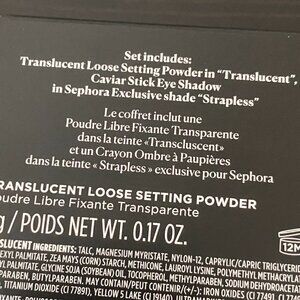 Set includes:
Translucent Loose Setting Powder in “Translucent”,
Caviar Stick Eye Shadow
in Sephora Exclusive shade “Strapless”
Le coffret inclut une
Poudre Libre Fixante Transparente
dans la teinte «Transcluscent»
et un Crayon Ombre à Paupières
dans la teinte « Strapless » exclusive pour Sephora
TRANSLUCENT LOOSE SETTING POWDER
Poudre Libre Fixante Transparente
g / POIDS NET WT. 0.17 OZ.
12M
INGREDIENTS: TALC, MAGNESIUM MYRISTATE, NYLON-12, CAPRYLIC/CAPRIC TRIGLYCERIDE
PALMITATE, ZEA MAYS (CORN) STARCH, METHICONE, LAUROYL LYSINE, POLYMETHYL METHACRYLATE
PALMITATE, GLYCINE SOJA (SOYBEAN) OIL, TOCOPHEROL, METHYLPARABEN, SODIUM DEHYDROACETATE
PARABEN, BUTYLPARABEN. MAY CONTAIN/PEUT CONTENIR/(+/-): IRON OXIDES
TITANIUM DIOXIDE (CI 77891), YELLOW 5 LAKE (CI 19140), ULTRAMARINES